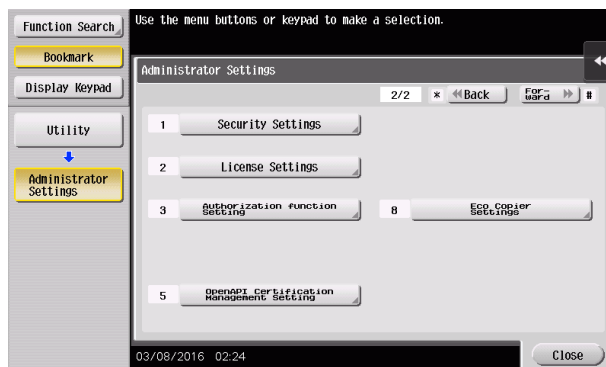 Use the menu buttons or keypad to make a selection.
Function Search
Bookmark
Display Keypad
Utility
Administrator
Settings
Administrator Settings
2/2 * Back For-
ward #
1 Security Settings
2 License Settings
3 Authorization function
Setting
8 Eco Copier
Settings
5 OpenAPI Certification
Management Setting
03/08/2016 02:24
Close